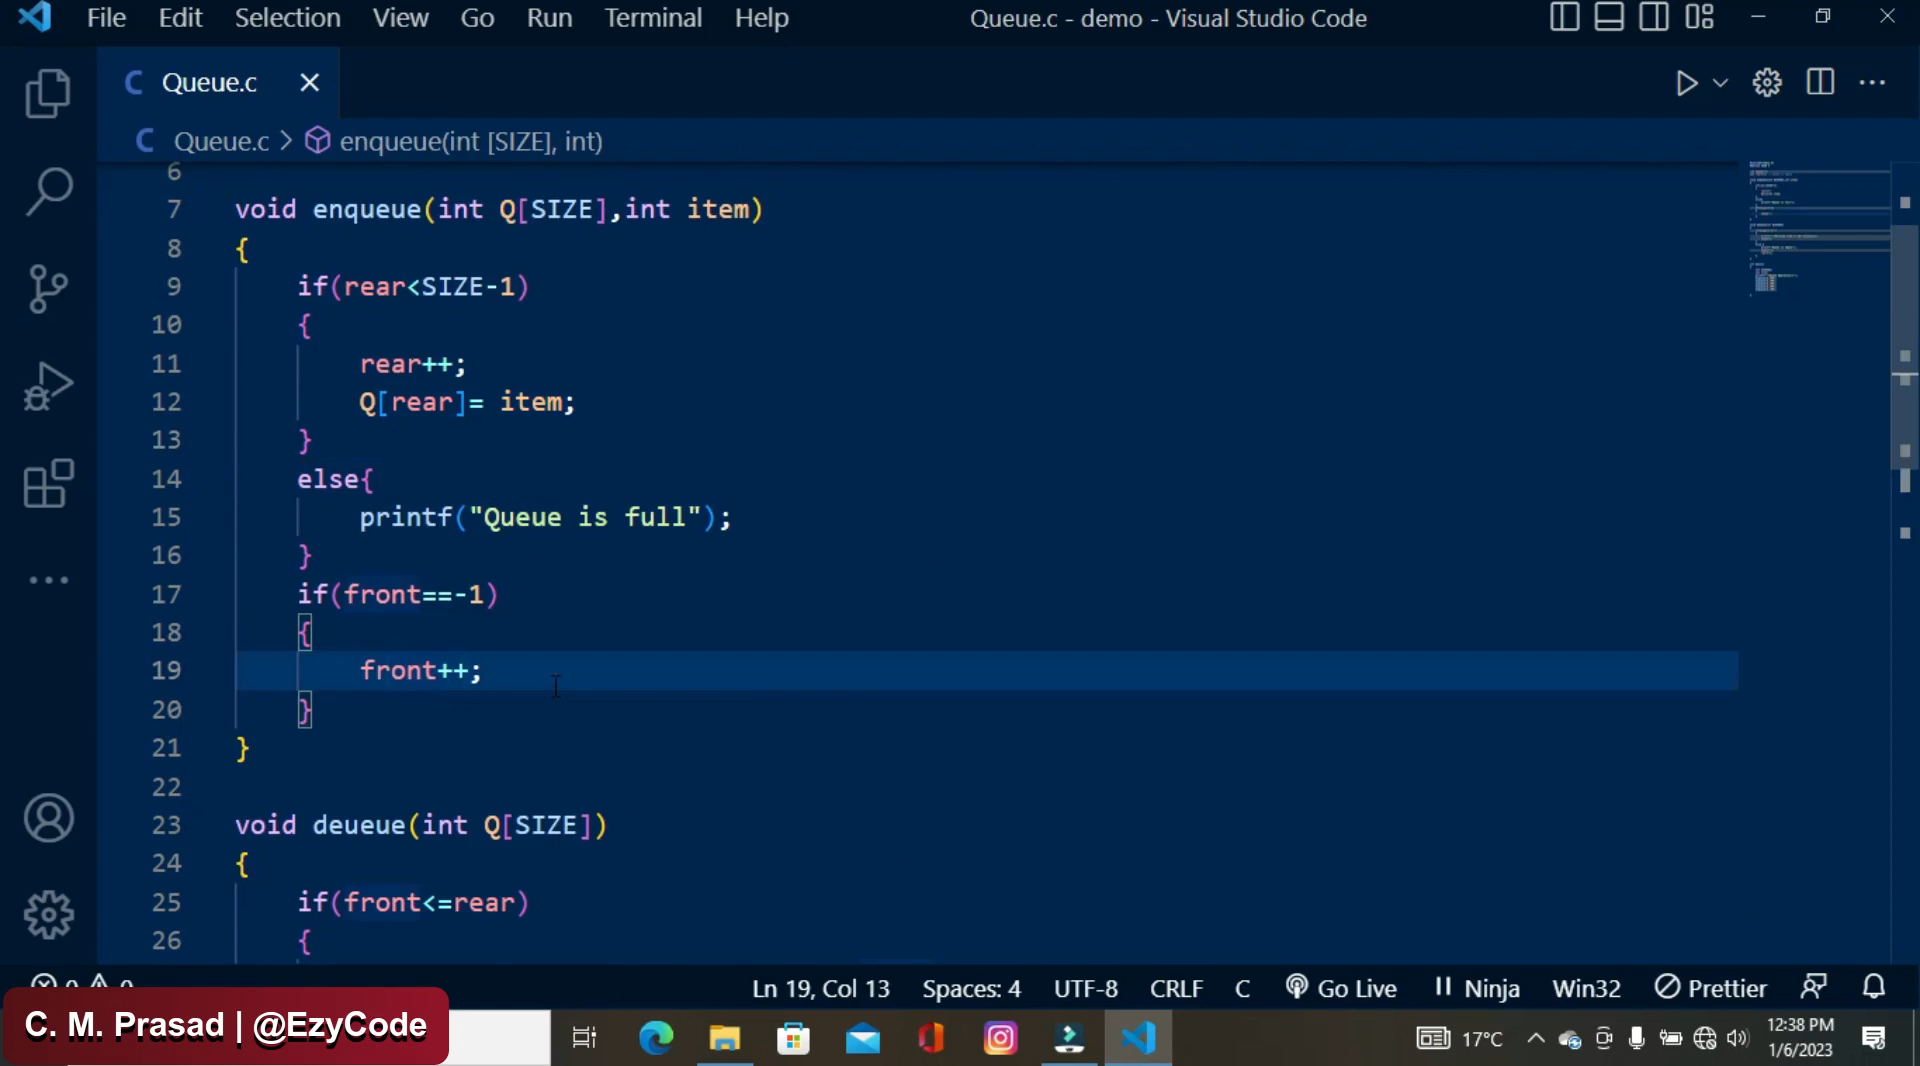 File Edit Selection View Go Run Terminal Help Queue.c - demo - Visual Studio Code
C Queue.c
C Queue.c > enqueue(int [SIZE], int)
6
7 void enqueue(int Q[SIZE],int item)
8 {
9 if(rear<SIZE-1)
10 {
11 rear++;
12 Q[rear]= item;
13 }
14 else{
15 printf("Queue is full");
16 }
17 if(front==-1)
18 {
19 front++;
20 }
21 }
22
23 void deueue(int Q[SIZE])
24 {
25 if(front<=rear)
26 {
0 0 Ln 19, Col 13 Spaces: 4 UTF-8 CRLF C Go Live Ninja Win32 Prettier
C. M. Prasad | @EzyCode
17°C 12:38 PM
1/6/2023